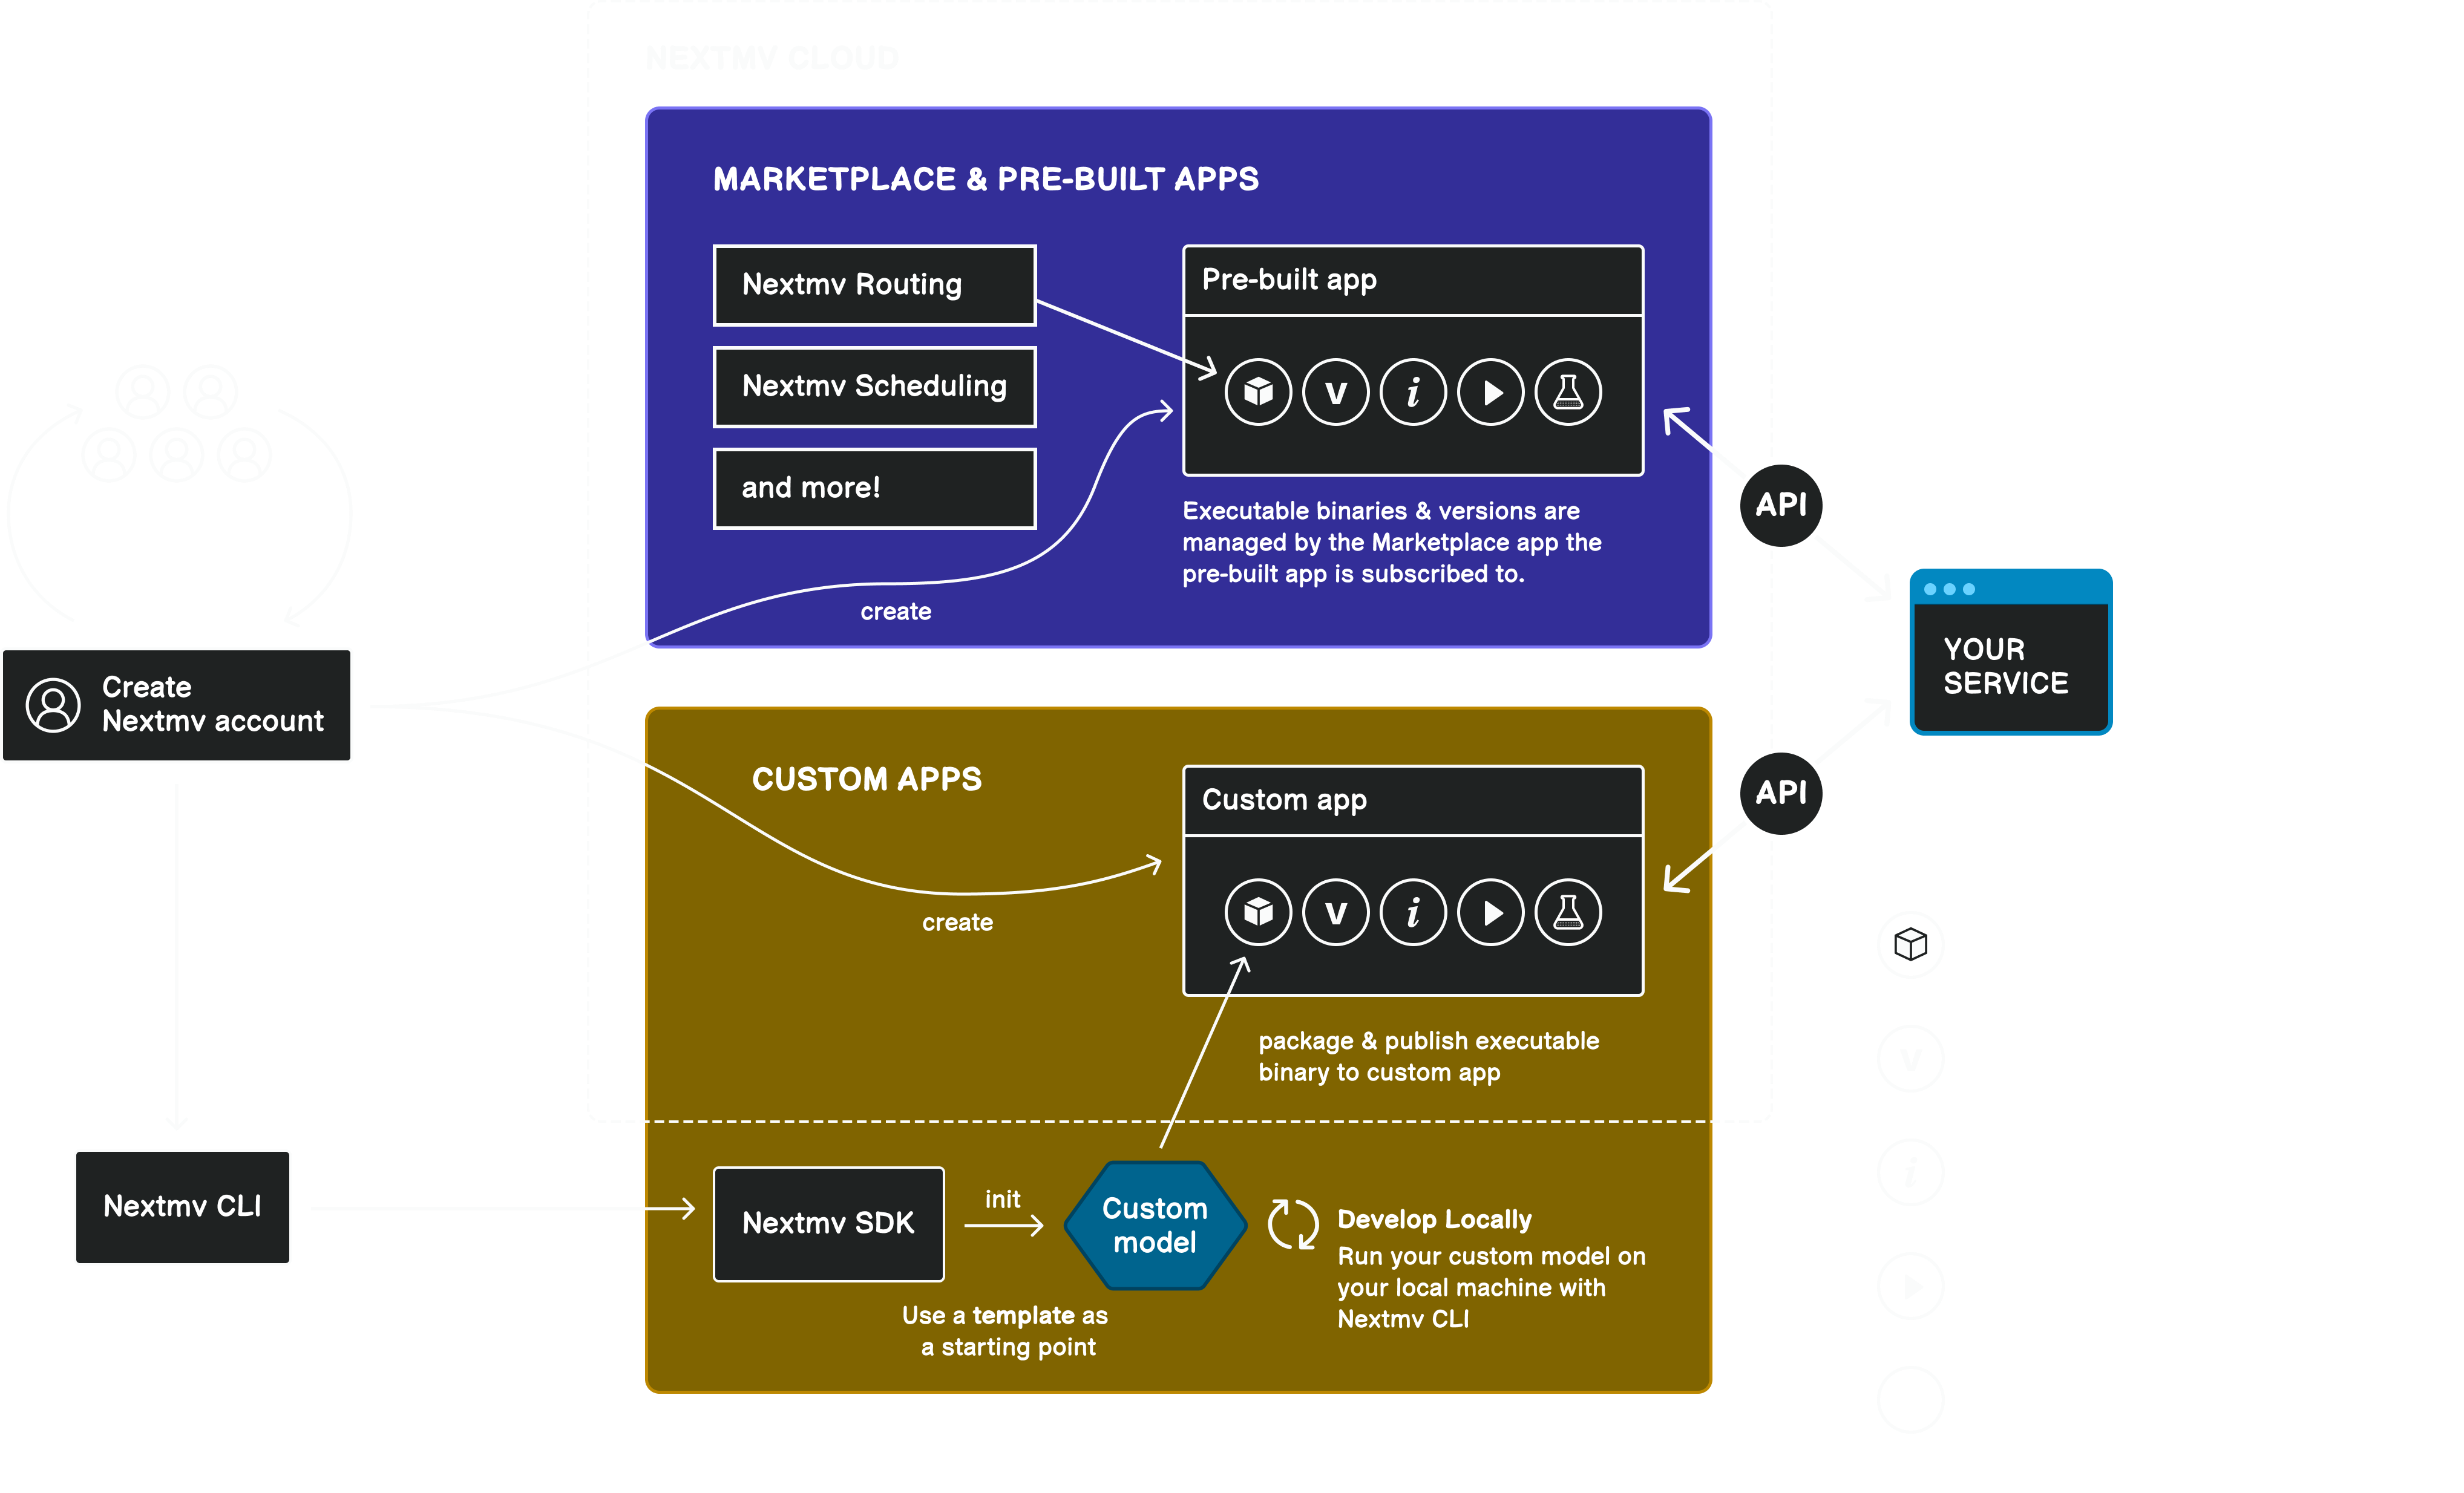 NEXTMV CLOUD
MARKETPLACE & PRE-BUILT APPS
Nextmv Routing
Nextmv Scheduling
and more!
Pre-built app
v
i
Executable binaries & versions are
managed by the Marketplace app the
pre-built app is subscribed to.
create
API
YOUR
SERVICE
API
Create
Nextmv account
CUSTOM APPS
Custom app
v
i
create
package & publish executable
binary to custom app
Nextmv CLI
Nextmv SDK
init
Custom
model
Use a template as
a starting point
Develop Locally
Run your custom model on
your local machine with
Nextmv CLI
v
i